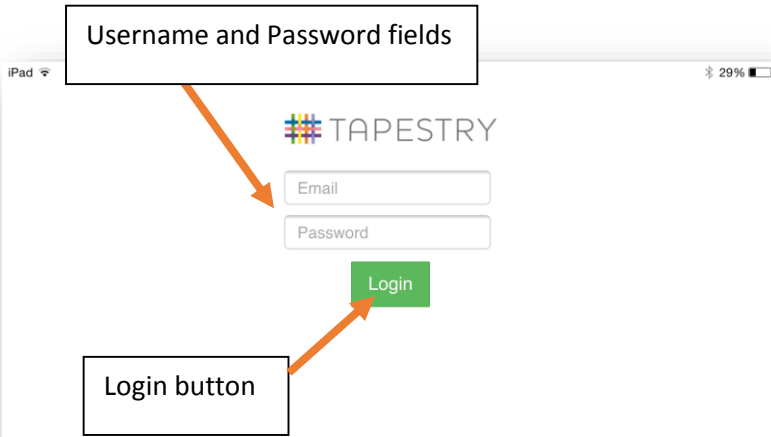 Username and Password fields
iPad 29%
TAPESTRY
Email
Password
Login
Login button